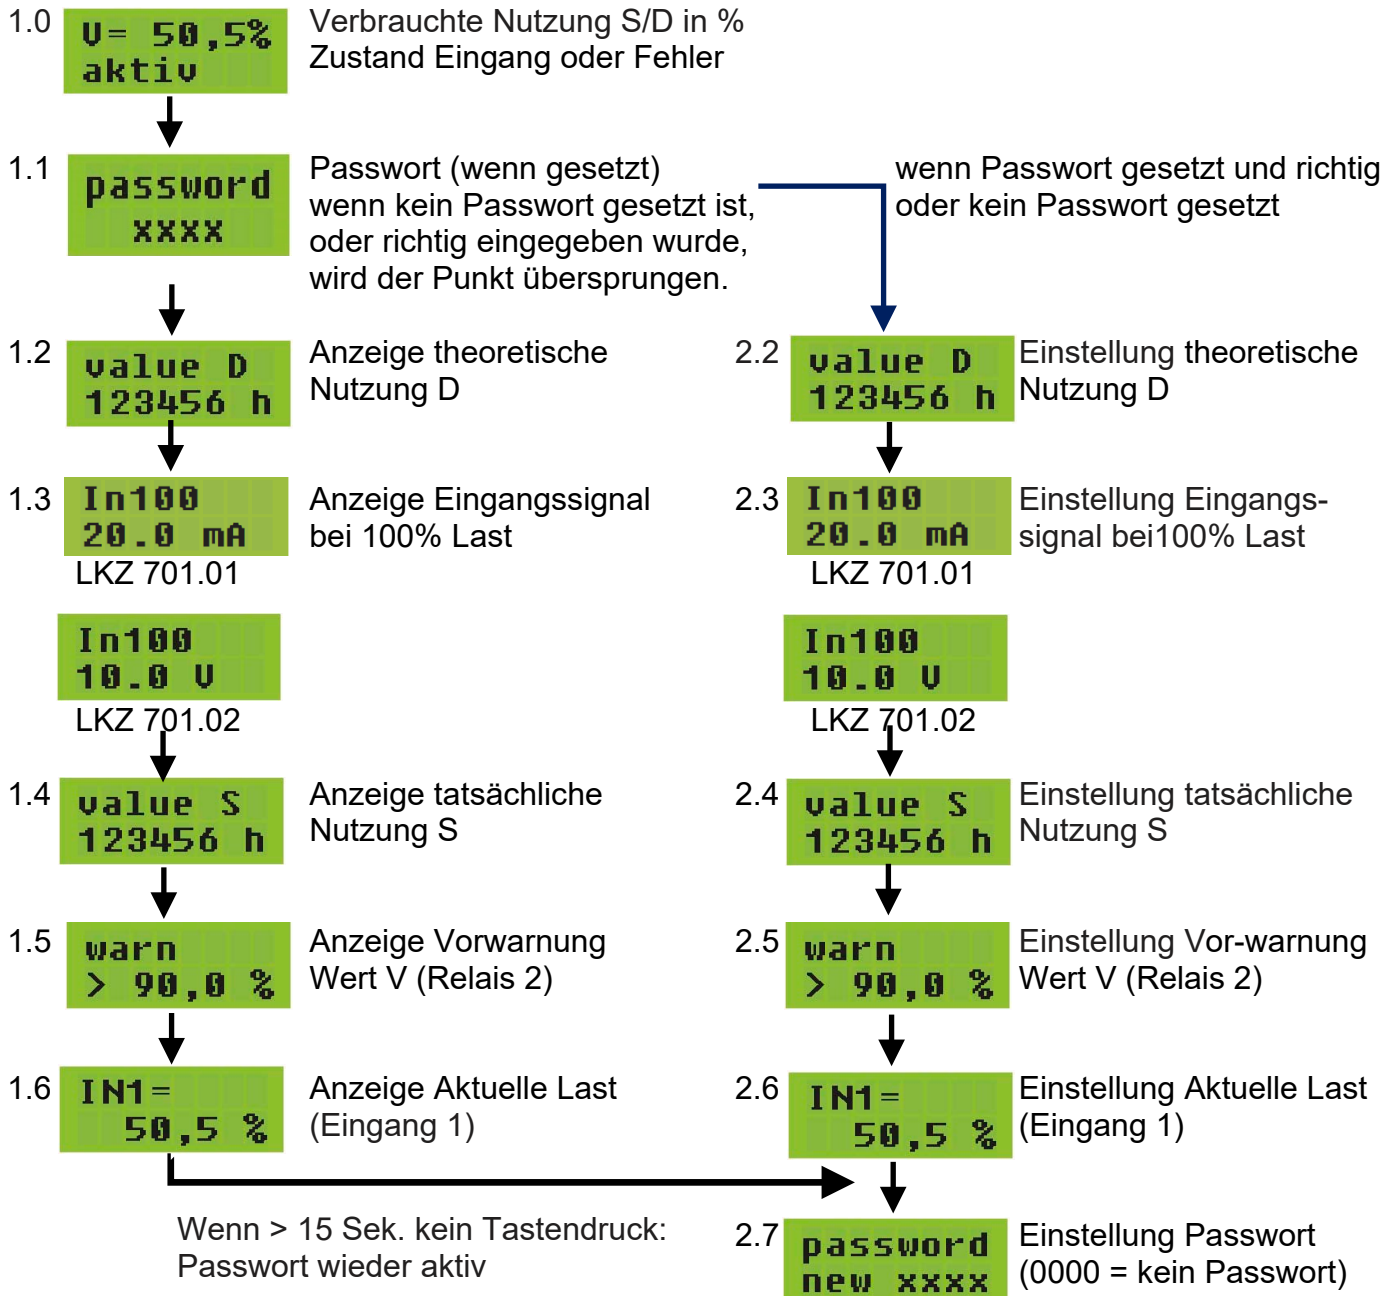 1.0
V= 50,5%
aktiv
Verbrauchte Nutzung S/D in %
Zustand Eingang oder Fehler
1.1
password
xxxx
Passwort (wenn gesetzt)
wenn kein Passwort gesetzt ist,
oder richtig eingegeben wurde,
wird der Punkt übersprungen.
wenn Passwort gesetzt und richtig
oder kein Passwort gesetzt
1.2
value D
123456 h
Anzeige theoretische
Nutzung D
2.2
value D
123456 h
Einstellung theoretische
Nutzung D
1.3
In100
20.0 mA
LKZ 701.01
Anzeige Eingangssignal
bei 100% Last
2.3
In100
20.0 mA
LKZ 701.01
Einstellung Eingangs-
signal bei100% Last
In100
10.0 V
LKZ 701.02
In100
10.0 V
LKZ 701.02
1.4
value S
123456 h
Anzeige tatsächliche
Nutzung S
2.4
value S
123456 h
Einstellung tatsächliche
Nutzung S
1.5
warn
> 90,0 %
Anzeige Vorwarnung
Wert V (Relais 2)
2.5
warn
> 90,0 %
Einstellung Vor-warnung
Wert V (Relais 2)
1.6
IN1=
50,5 %
Anzeige Aktuelle Last
(Eingang 1)
2.6
IN1=
50,5 %
Einstellung Aktuelle Last
(Eingang 1)
Wenn > 15 Sek. kein Tastendruck:
Passwort wieder aktiv
2.7
password
new xxxx
Einstellung Passwort
(0000 = kein Passwort)